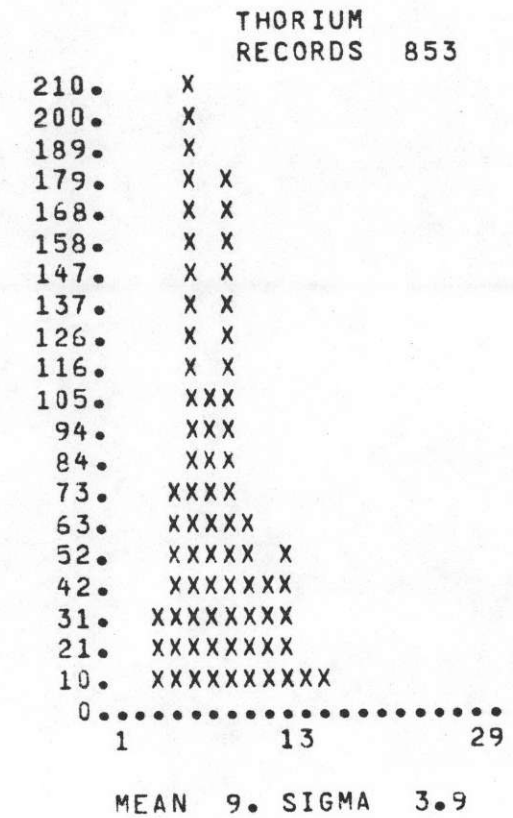 THORIUM
RECORDS 853
210. X
200. X
189. X
179. X X
168. X X
158. X X
147. X X
137. X X
126. X X
116. X X
105. XXX
94. XXX
84. XXX
73. XXXX
63. XXXXX
52. XXXXX X
42. XXXXXXX
31. XXXXXXXX
21. XXXXXXXX
10. XXXXXXXXXX
0......................
1 13 29
MEAN 9. SIGMA 3.9